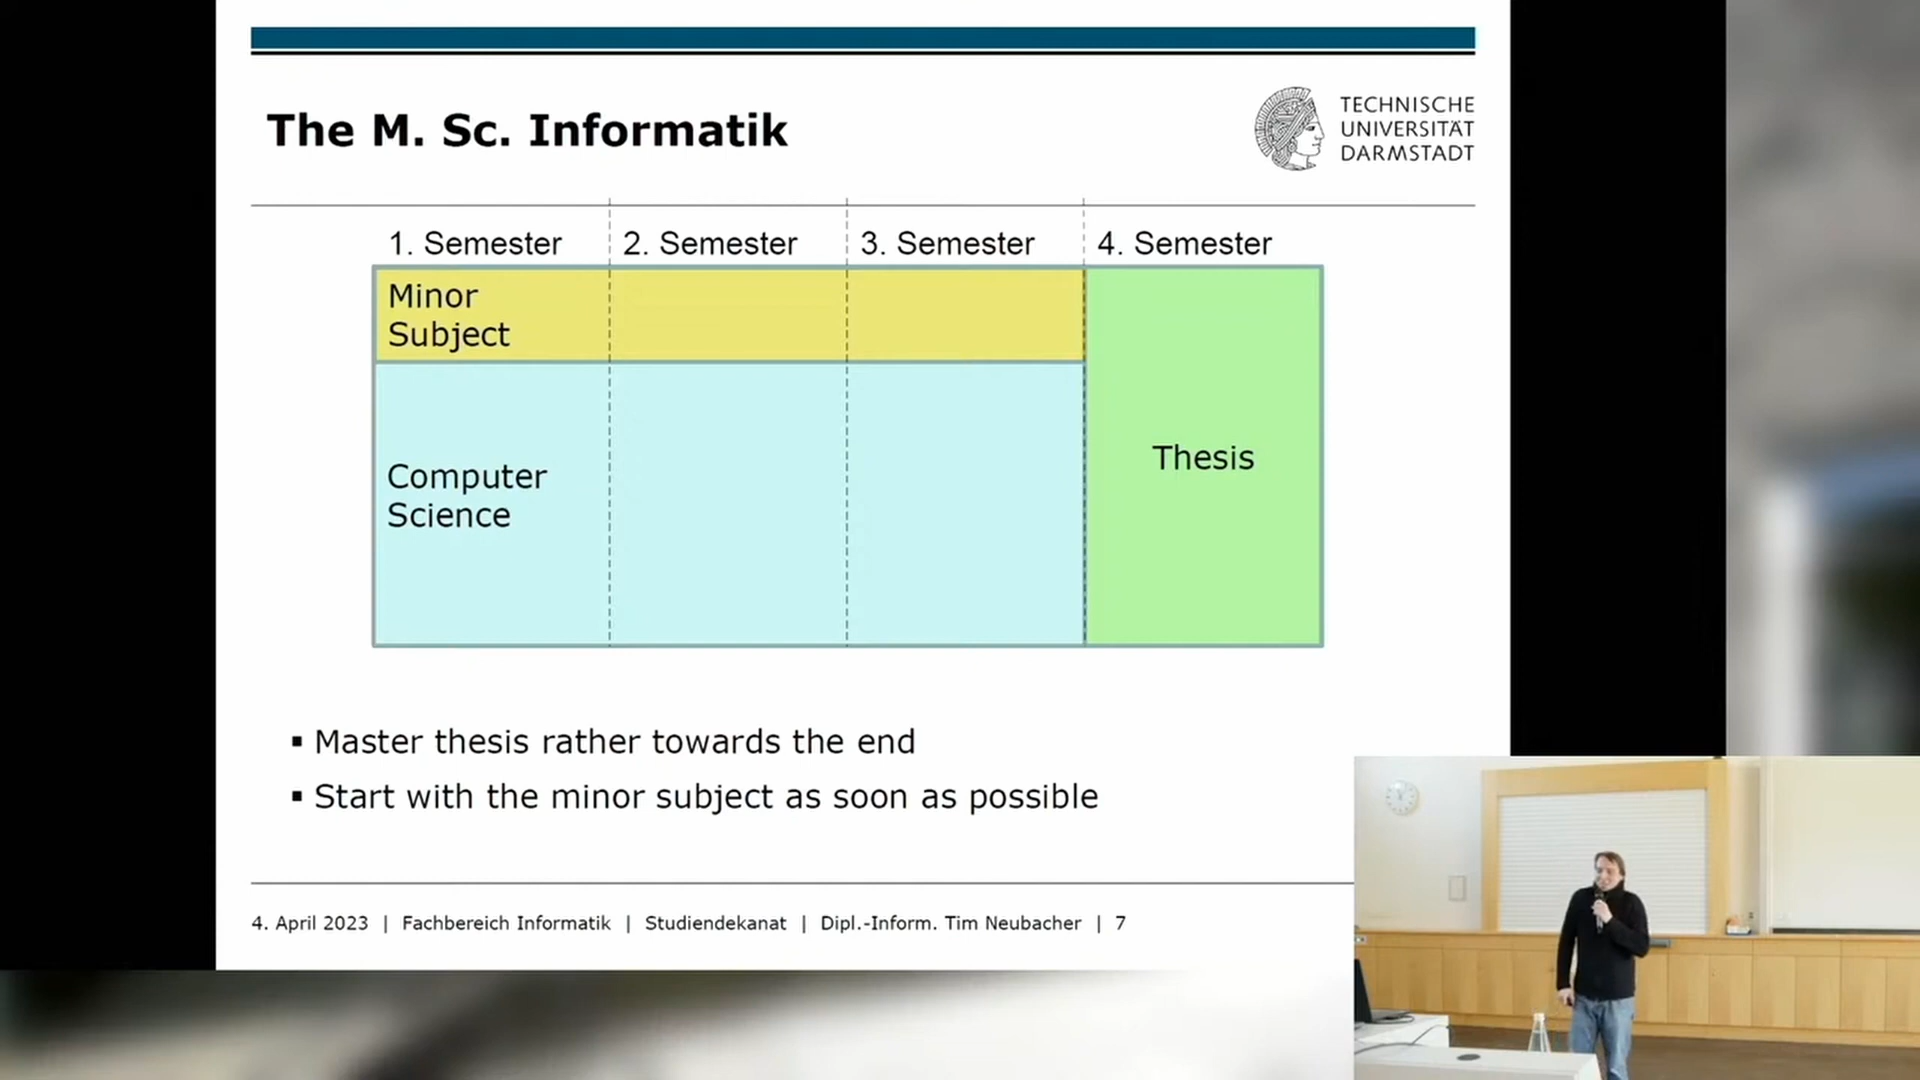 The M. Sc. Informatik
TECHNISCHE
UNIVERSITÄT
DARMSTADT
1. Semester
2. Semester
3. Semester
4. Semester
Minor
Subject
Computer
Science
Thesis
▪ Master thesis rather towards the end
▪ Start with the minor subject as soon as possible
4. April 2023 | Fachbereich Informatik | Studiendekanat | Dipl.-Inform. Tim Neubacher | 7